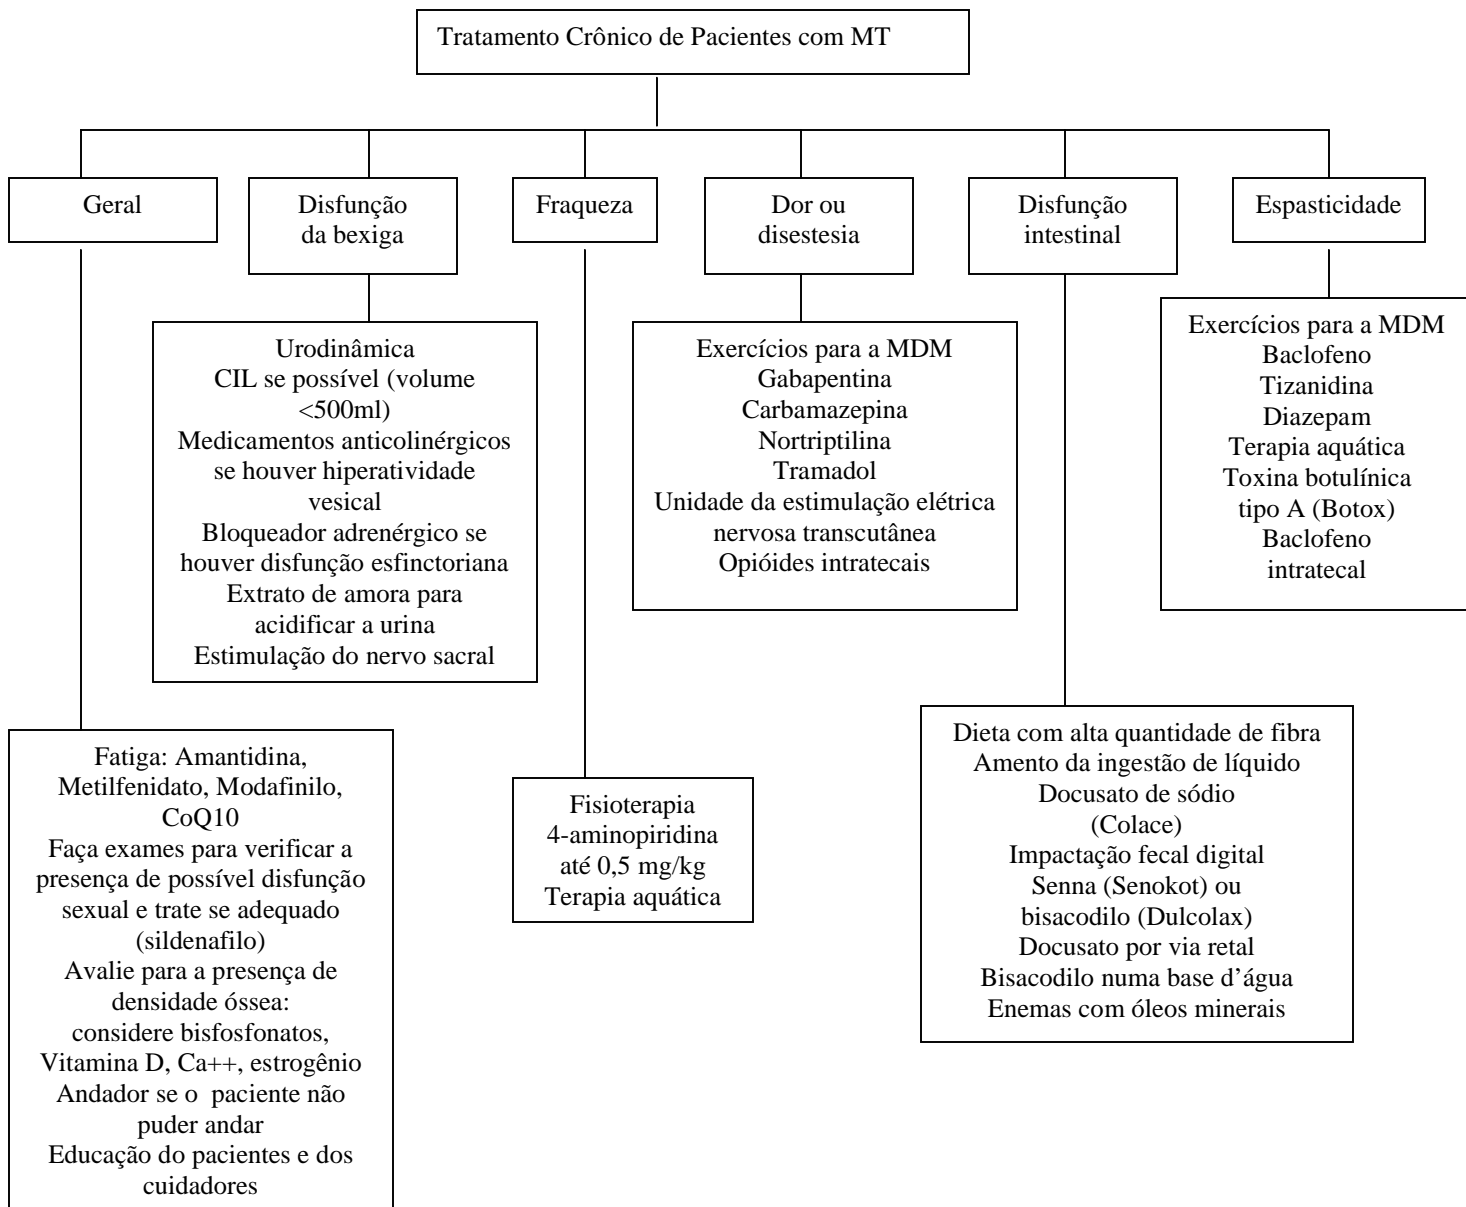 Tratamento Crônico de Pacientes com MT
Geral
Disfunção
da bexiga
Fraqueza
Dor ou
disestesia
Disfunção
intestinal
Espasticidade
Urodinâmica
CIL se possível (volume
<500ml)
Medicamentos anticolinérgicos
se houver hiperatividade
vesical
Bloqueador adrenérgico se
houver disfunção esfinctoriana
Extrato de amora para
acidificar a urina
Estimulação do nervo sacral
Exercícios para a MDM
Gabapentina
Carbamazepina
Nortriptilina
Tramadol
Unidade da estimulação elétrica
nervosa transcutânea
Opióides intratecais
Exercícios para a MDM
Baclofeno
Tizanidina
Diazepam
Terapia aquática
Toxina botulínica
tipo A (Botox)
Baclofeno
intratecal
Fatiga: Amantidina,
Metilfenidato, Modafinilo,
CoQ10
Faça exames para verificar a
presença de possível disfunção
sexual e trate se adequado
(sildenafilo)
Avalie para a presença de
densidade óssea:
considere bisfosfonatos,
Vitamina D, Ca++, estrogênio
Andador se o paciente não
puder andar
Educação do pacientes e dos
cuidadores
Fisioterapia
4-aminopiridina
até 0,5 mg/kg
Terapia aquática
Dieta com alta quantidade de fibra
Amento da ingestão de líquido
Docusato de sódio
(Colace)
Impactação fecal digital
Senna (Senokot) ou
bisacodilo (Dulcolax)
Docusato por via retal
Bisacodilo numa base d’água
Enemas com óleos minerais